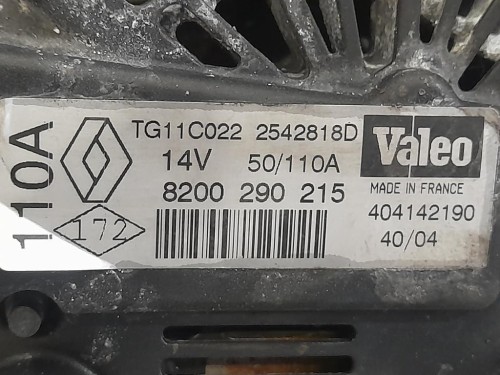 110A
TG11C022 2542818D
14V 50/110A
8200 290 215
172
Valeo
MADE IN FRANCE
404142190
40/04